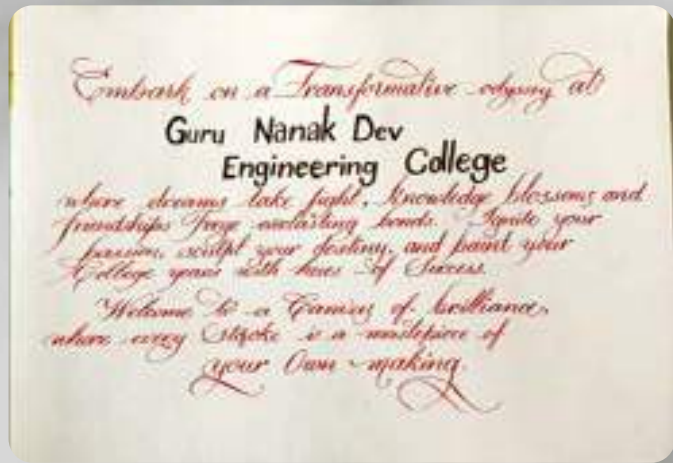 Embark on a Transformative odyssey at
Guru Nanak Dev
Engineering College
where dreams take flight, Knowledge blossoms and
friendships Forge everlasting bonds. Ignite your
passion, sculpt your destiny, and paint your
College years with hues of Success.
Welcome to a Canvas of brilliance,
where every Stroke is a masterpiece of
your Own making.